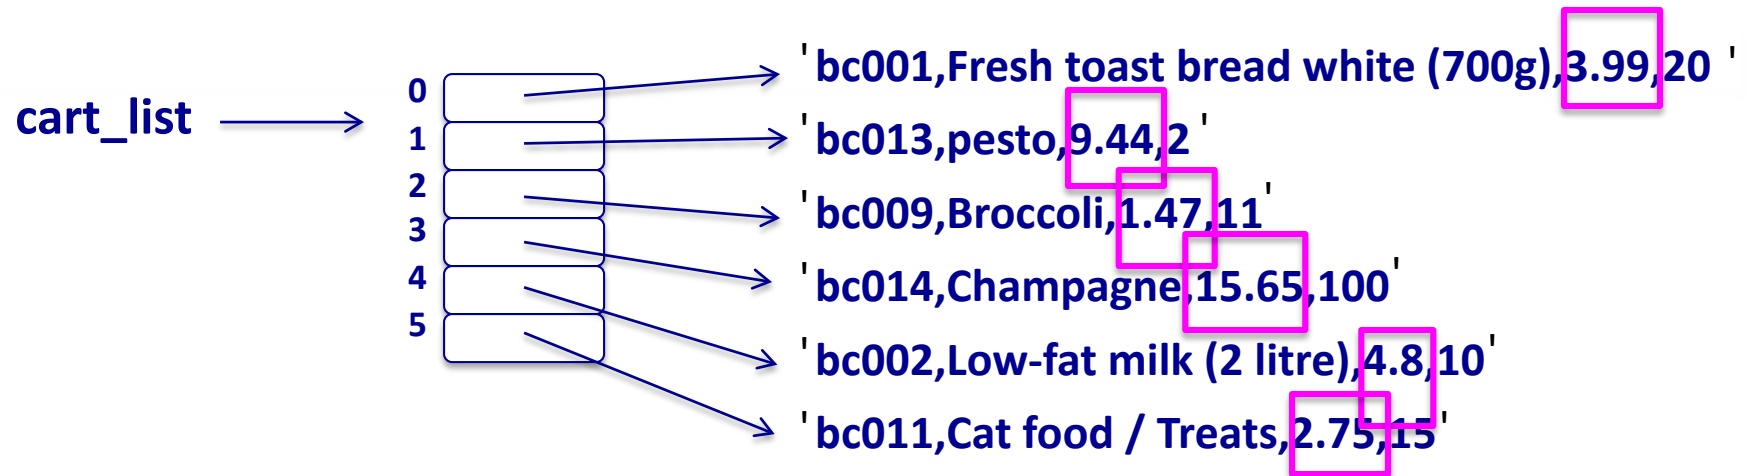 'bc001,Fresh toast bread white (700g),3.99,20 '
cart_list
0
'bc013,pesto,9.44,2 '
1
2
'bc009,Broccoli,1.47,11'
3
'bc014,Champagne,15.65,100'
4
'bc002,Low-fat milk (2 litre),4.8,10'
5
'bc011,Cat food / Treats,2.75,15'